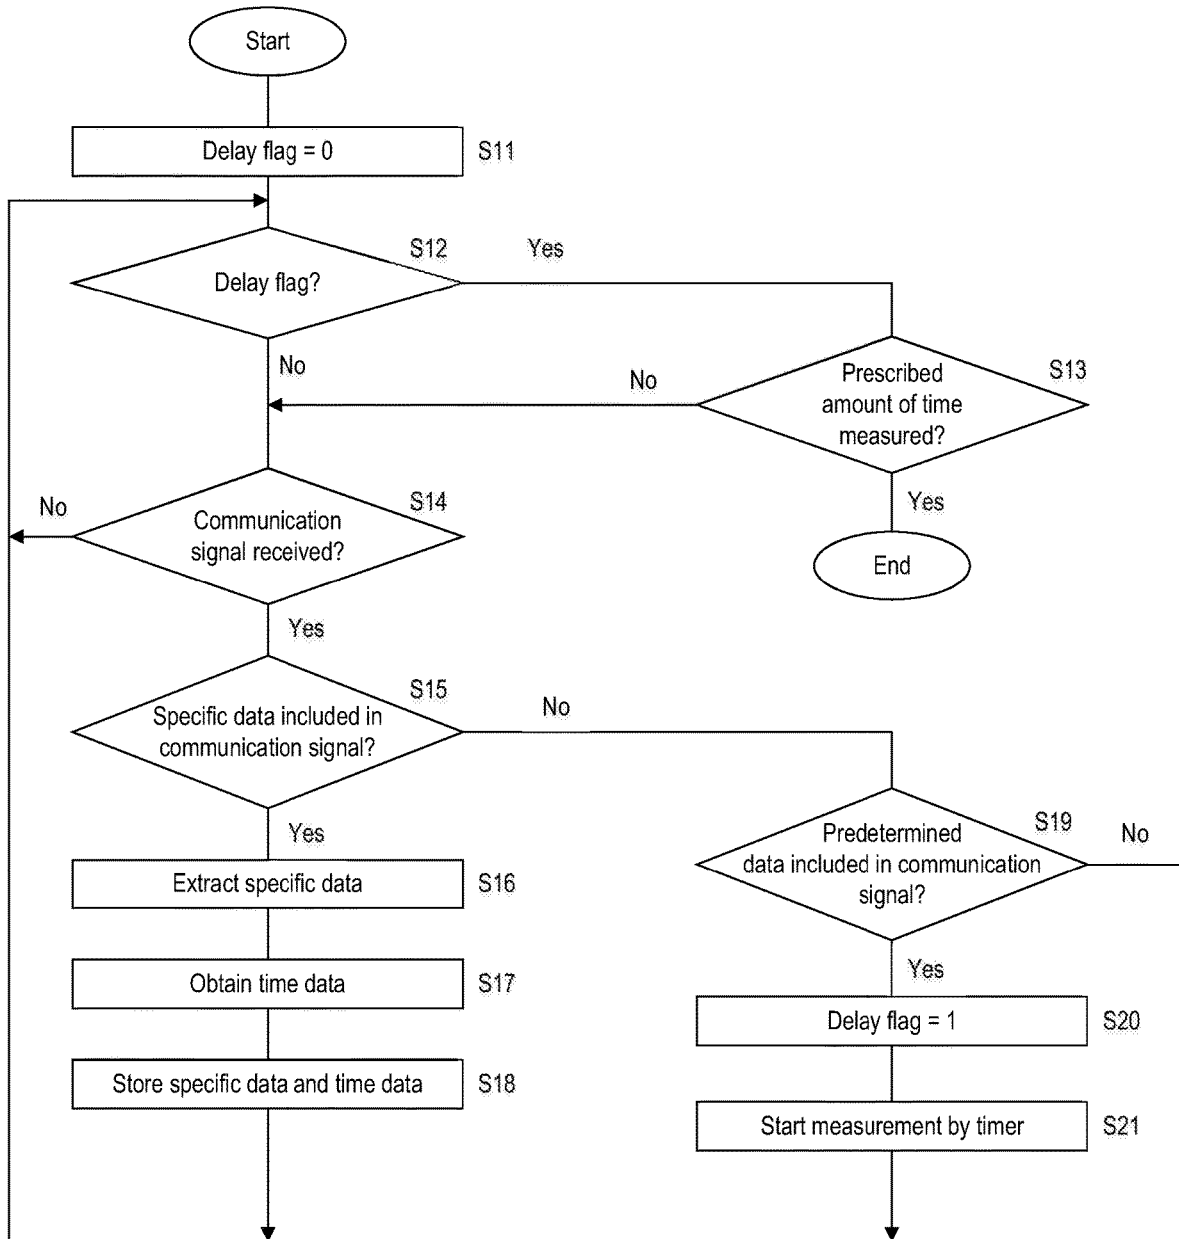 Start
Delay flag = 0
S11
S12
Yes
Delay flag?
No
No
S13
Prescribed
amount of time
measured?
No
S14
Communication
signal received?
Yes
End
Yes
S15
No
Specific data included in
communication signal?
Yes
S19
No
Predetermined
data included in communication
signal?
Extract specific data
S16
Yes
Obtain time data
S17
Delay flag = 1
S20
Store specific data and time data
S18
Start measurement by timer
S21